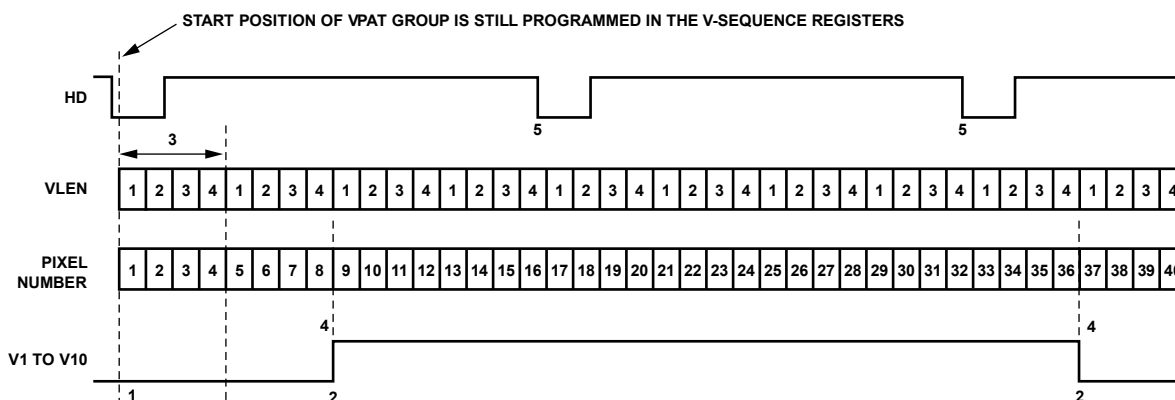 START POSITION OF VPAT GROUP IS STILL PROGRAMMED IN THE V-SEQUENCE REGISTERS
HD
5 5
3
VLEN
1 2 3 4 1 2 3 4 1 2 3 4 1 2 3 4 1 2 3 4 1 2 3 4 1 2 3 4 1 2 3 4 1 2 3 4 1 2 3 4
PIXEL
NUMBER
1 2 3 4 5 6 7 8 9 10 11 12 13 14 15 16 17 18 19 20 21 22 23 24 25 26 27 28 29 30 31 32 33 34 35 36 37 38 39 40
4 4
V1 TO V10
1 2 2